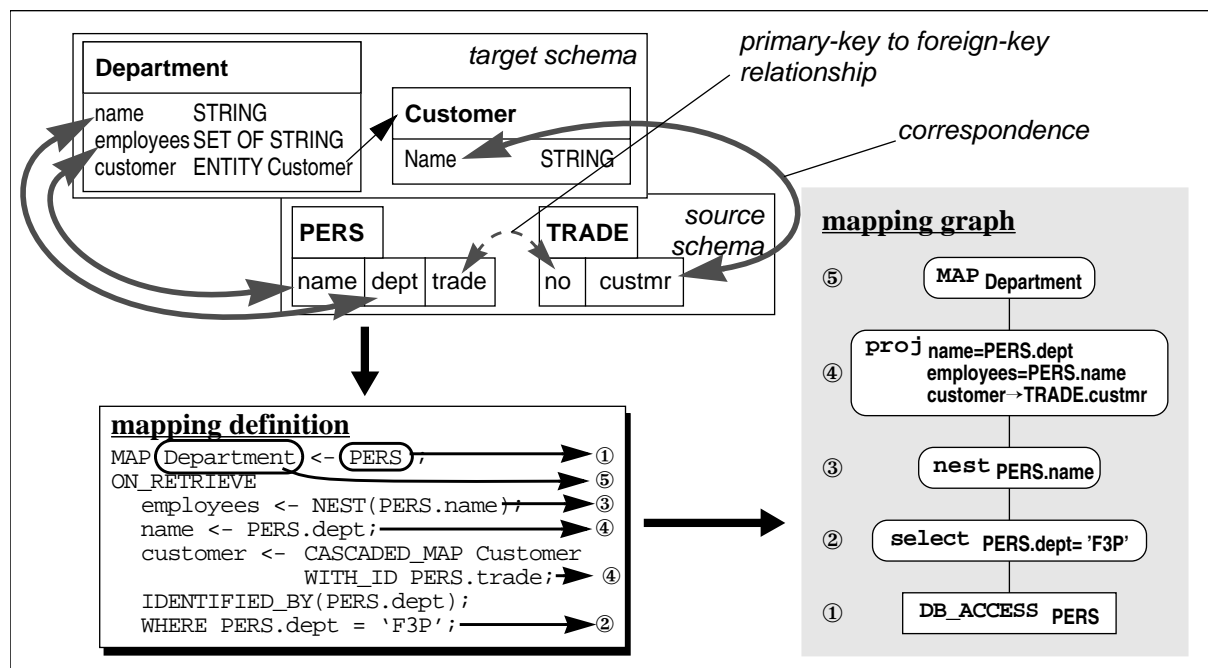 target schema
Department
name STRING
employees SET OF STRING
customer ENTITY Customer
Customer
Name STRING
primary-key to foreign-key
relationship
correspondence
source
schema
PERS
name dept trade
TRADE
no custmr
mapping definition
MAP Department <- PERS ; ①
ON_RETRIEVE ⑤
employees <- NEST(PERS.name); ③
name <- PERS.dept; ④
customer <- CASCADED_MAP Customer
WITH_ID PERS.trade; ④
IDENTIFIED_BY(PERS.dept);
WHERE PERS.dept = ‘F3P’; ②
mapping graph
⑤ MAP Department
④ proj name=PERS.dept
employees=PERS.name
customer→TRADE.custmr
③ nest PERS.name
② select PERS.dept= ’F3P’
① DB_ACCESS PERS